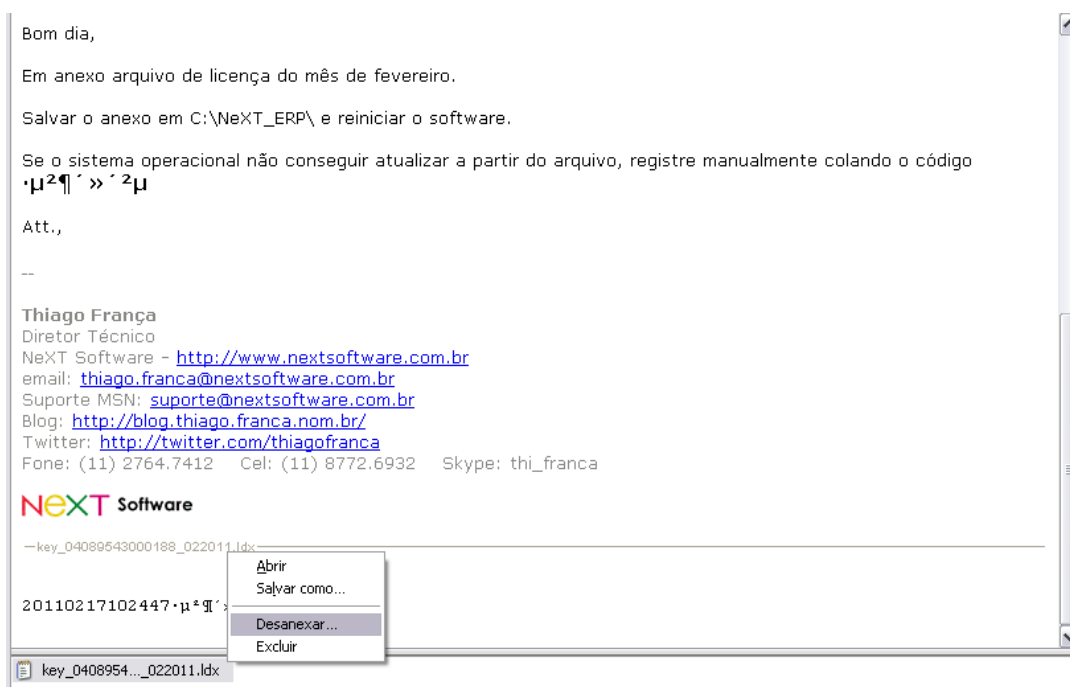 Bom dia,
Em anexo arquivo de licença do mês de fevereiro.
Salvar o anexo em C:\NeXT_ERP\ e reiniciar o software.
Se o sistema operacional não conseguir atualizar a partir do arquivo, registre manualmente colando o código
·µ²¶´»´²µ
Att.,
--
Thiago França
Diretor Técnico
NeXT Software - http://www.nextsoftware.com.br
email: thiago.franca@nextsoftware.com.br
Suporte MSN: suporte@nextsoftware.com.br
Blog: http://blog.thiago.franca.nom.br/
Twitter: http://twitter.com/thiagofranca
Fone: (11) 2764.7412 Cel: (11) 8772.6932 Skype: thi_franca
NeXT Software
key_04089543000188_022011.ldx
Abrir
Salvar como...
20110217102447·µ²¶´»
Desanexar...
Excluir
key_0408954..._022011.ldx